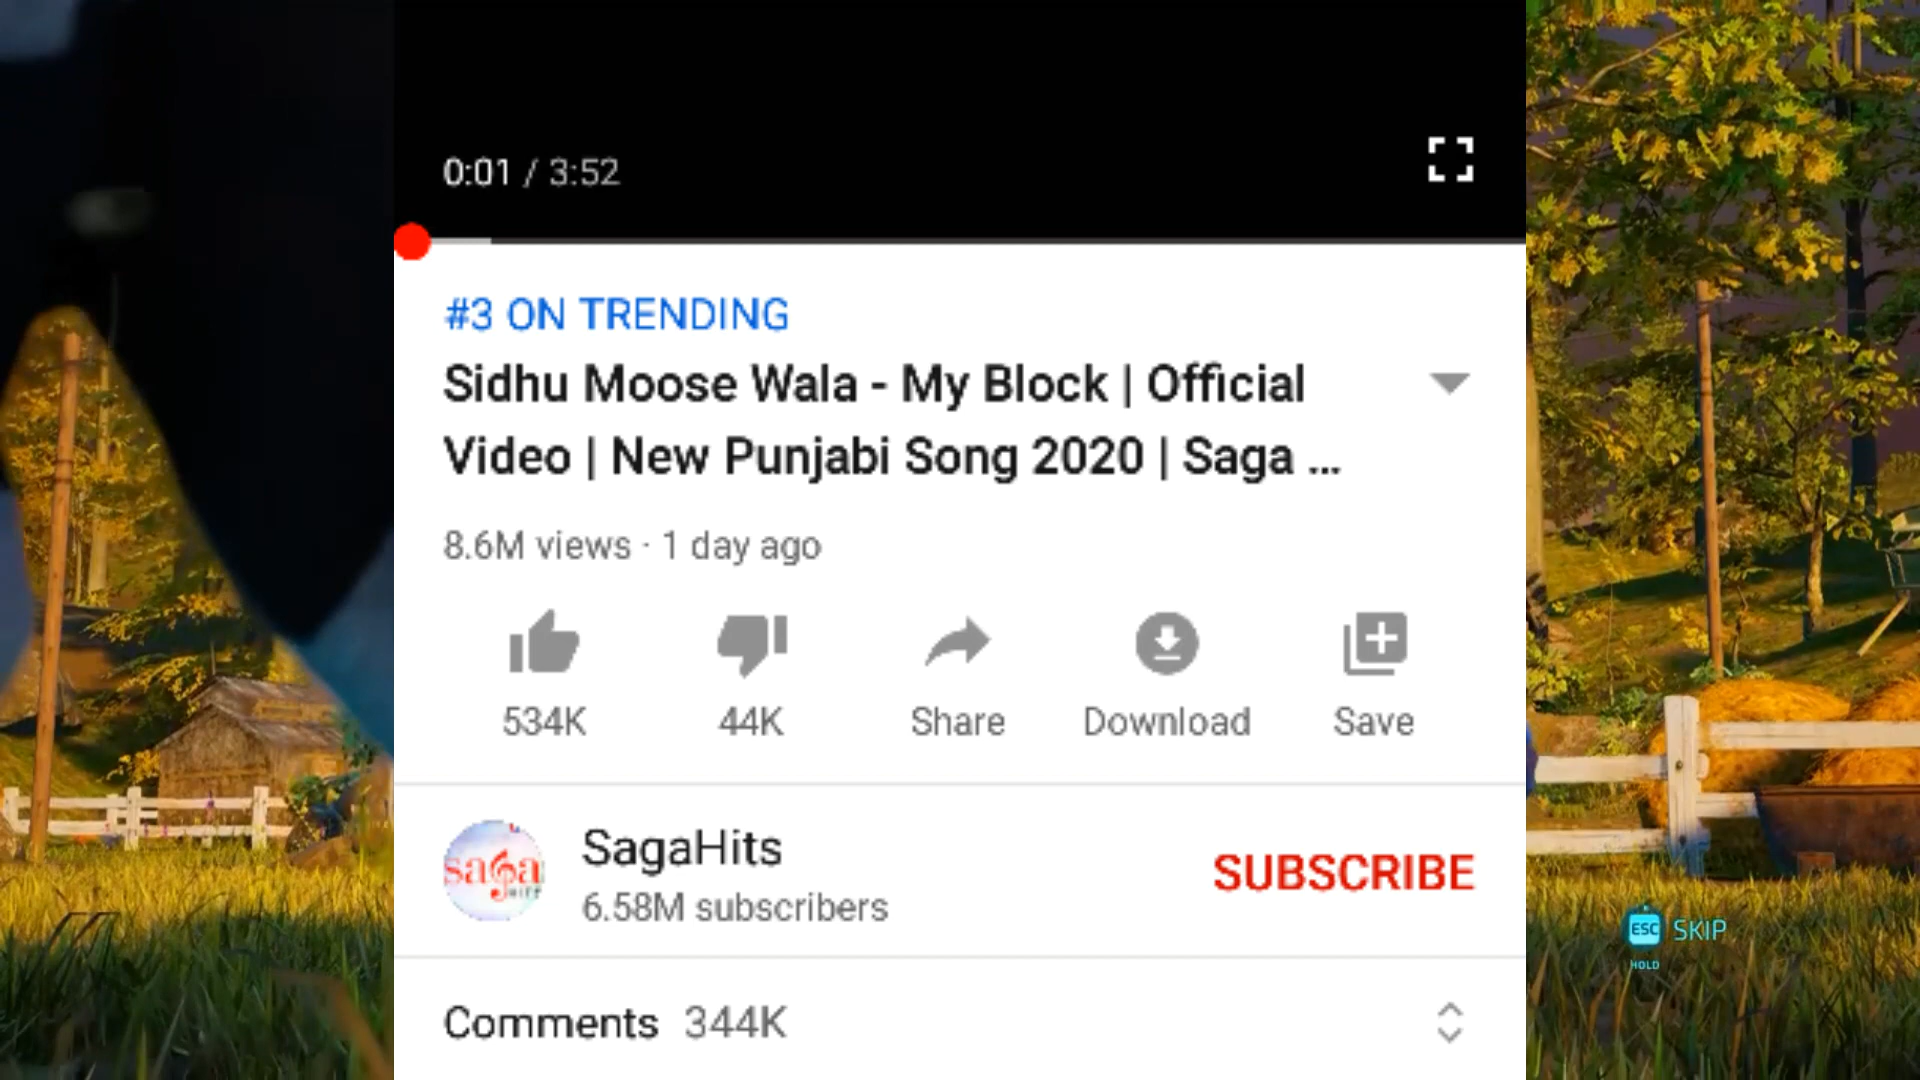 0:01 / 3:52
#3 ON TRENDING
Sidhu Moose Wala - My Block | Official
Video | New Punjabi Song 2020 | Saga ...
8.6M views · 1 day ago
534K 44K Share Download Save
saga
HITS
SagaHits
6.58M subscribers
SUBSCRIBE
ESC SKIP
HOLD
Comments 344K